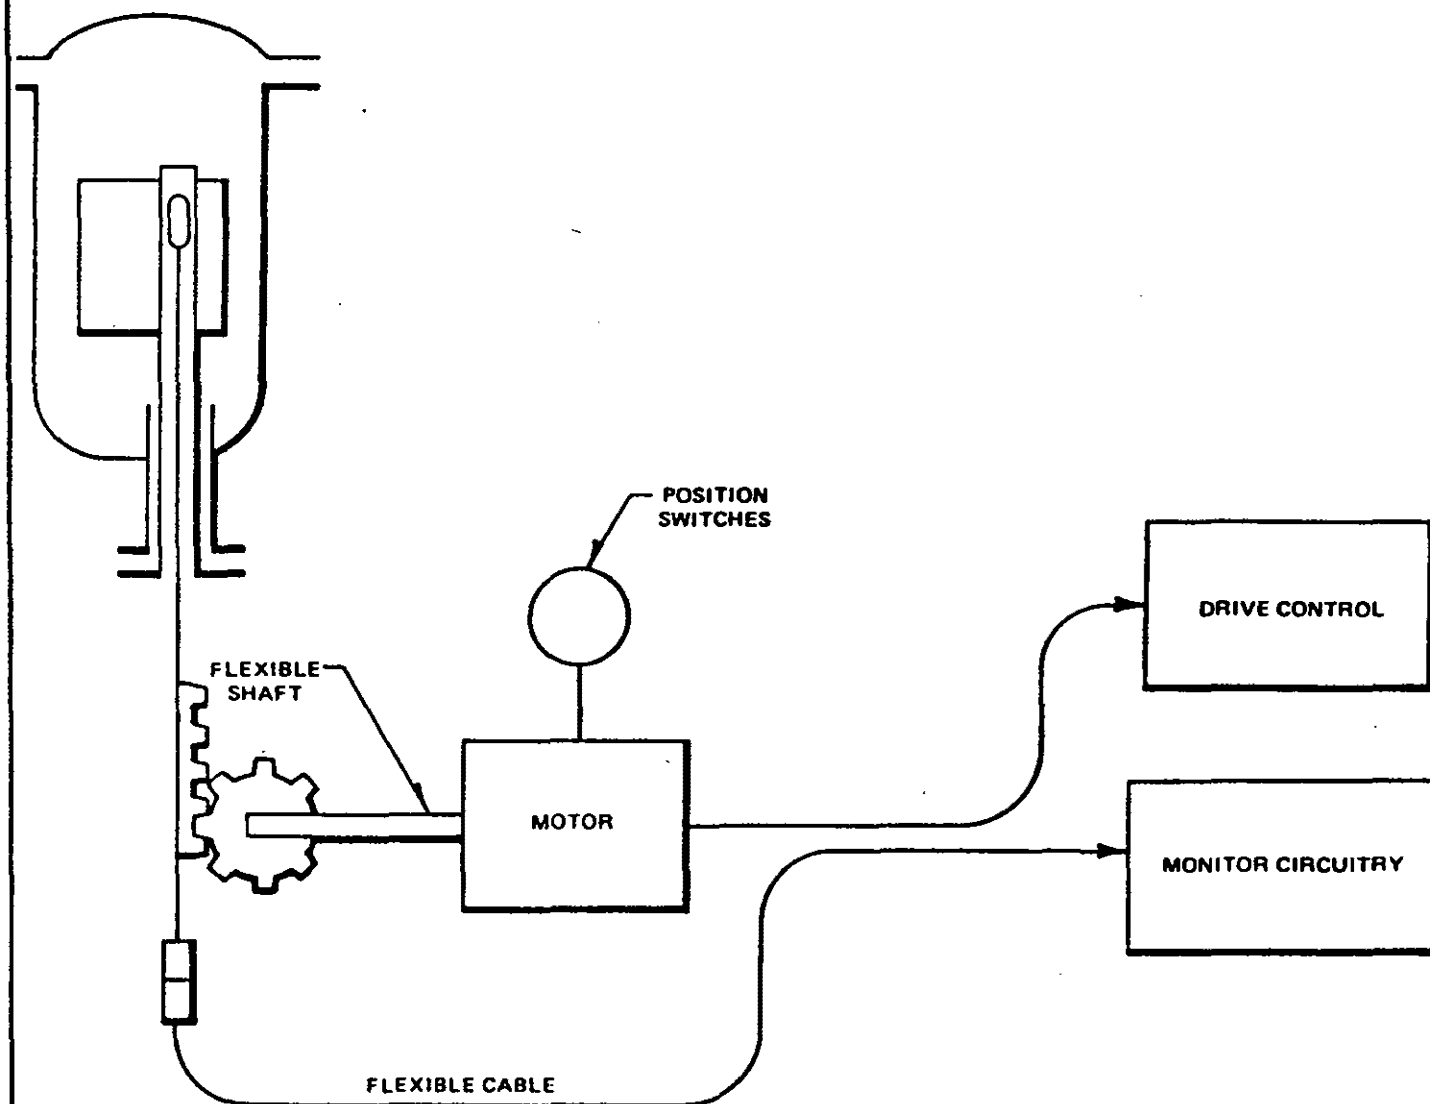 POSITION
SWITCHES
DRIVE CONTROL
FLEXIBLE
SHAFT
MOTOR
MONITOR CIRCUITRY
FLEXIBLE CABLE